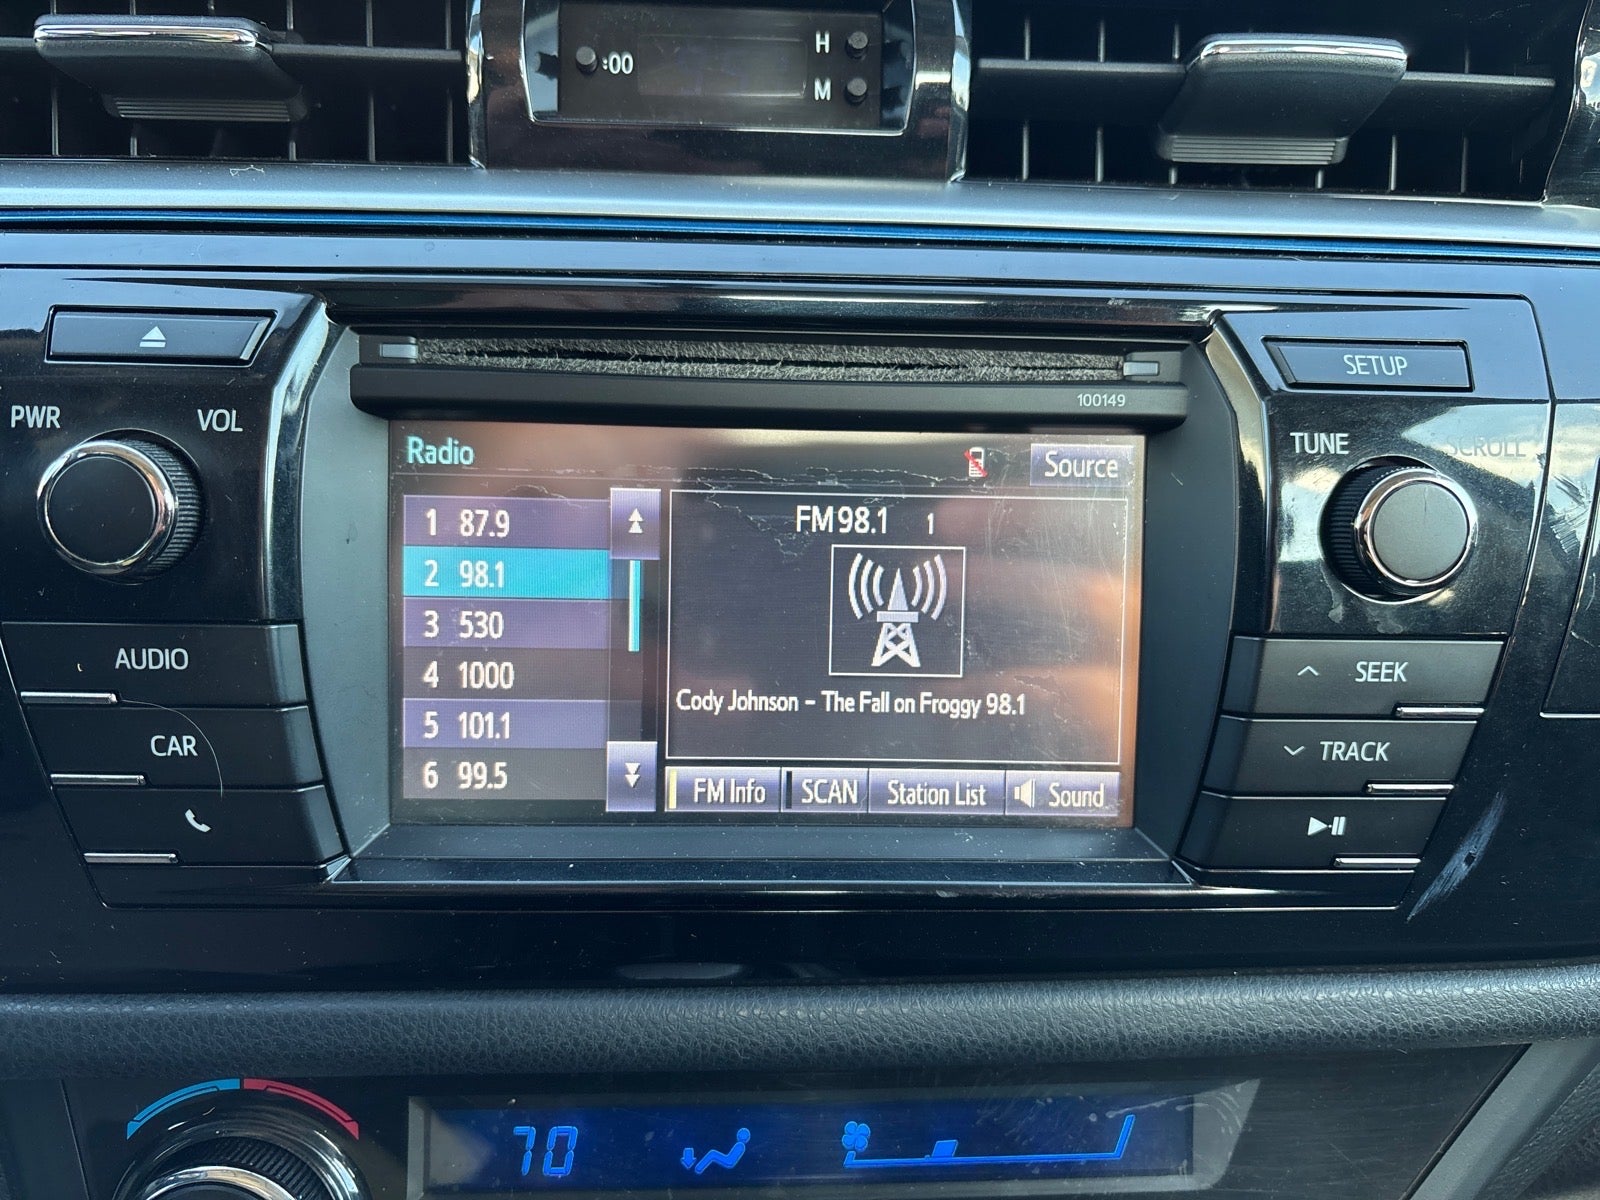 H
:00
M
SETUP
PWR
VOL
100149
TUNE
SCROLL
Radio
Source
1 87.9
2 98.1
3 530
4 1000
5 101.1
6 99.5
FM98.1 1
Cody Johnson - The Fall on Froggy 98.1
FM Info
SCAN
Station List
Sound
AUDIO
CAR
SEEK
TRACK
70